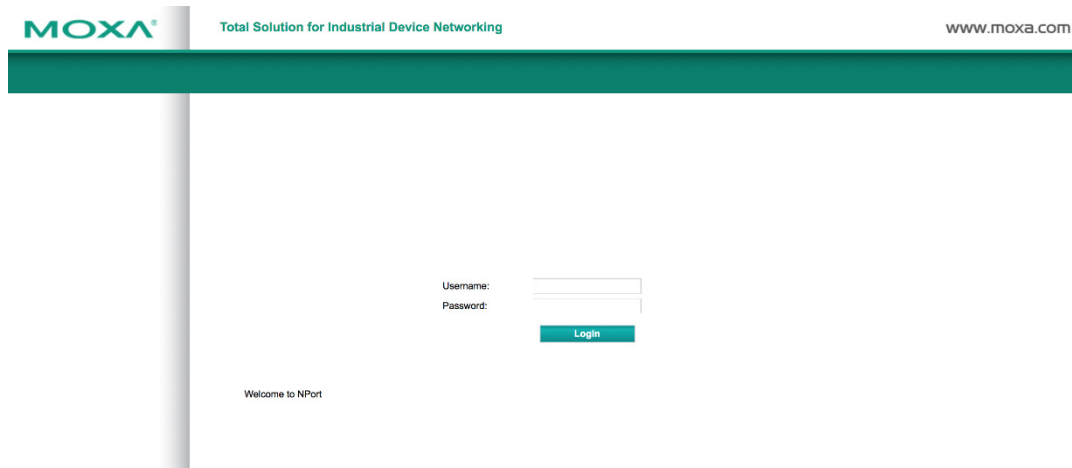 MOXA®
Total Solution for Industrial Device Networking
www.moxa.com
Username:
Password:
Login
Welcome to NPort